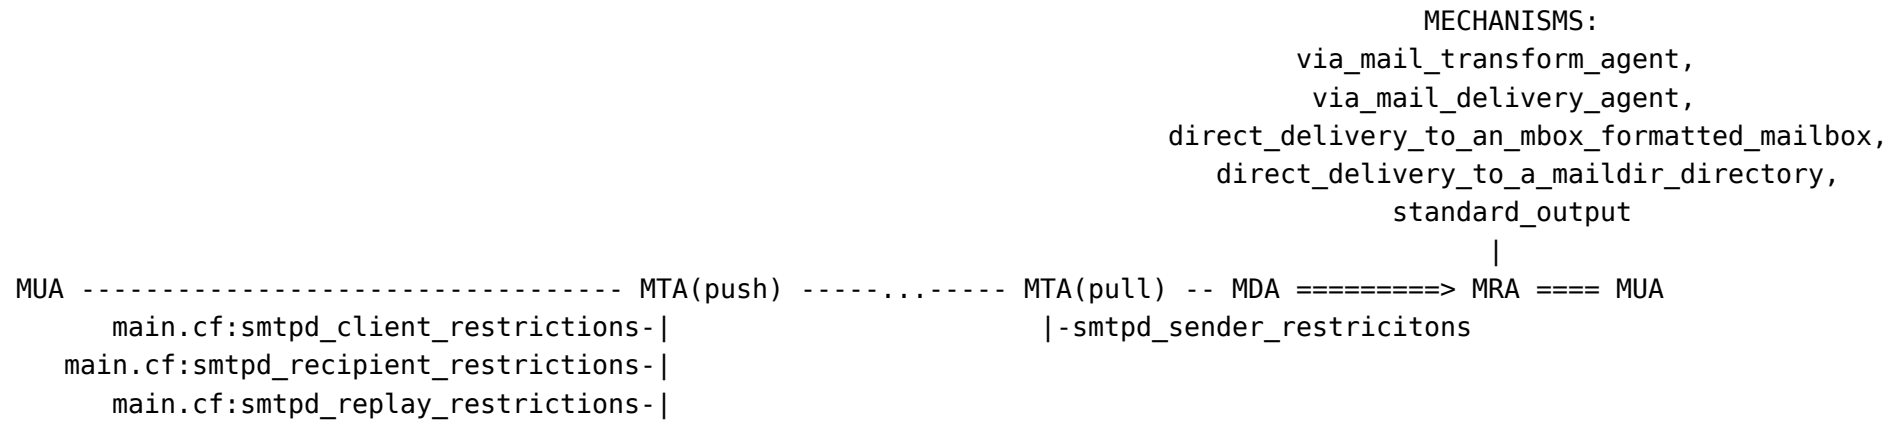 MECHANISMS:
via_mail_transform_agent,
via_mail_delivery_agent,
direct_delivery_to_an_mbox_formatted_mailbox,
direct_delivery_to_a_maildir_directory,
standard_output
|
MUA ---------------------------------- MTA(push) -----...----- MTA(pull) -- MDA =========> MRA ==== MUA
main.cf:smtpd_client_restrictions-| |-smtpd_sender_restricitons
main.cf:smtpd_recipient_restrictions-|
main.cf:smtpd_replay_restrictions-|